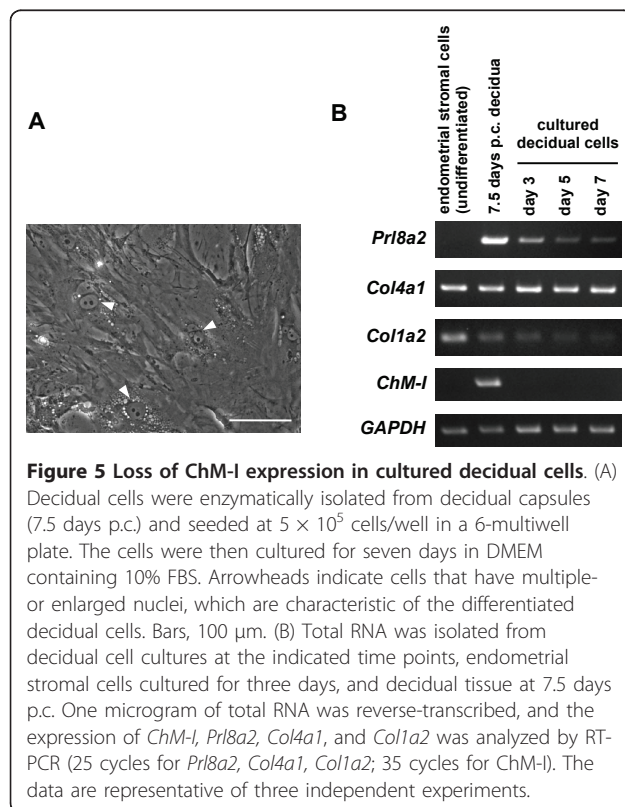 A
B
endometrial stromal cells
(undifferentiated)
7.5 days p.c. decidua
cultured
decidual cells
day 3
day 5
day 7
Prl8a2
Col4a1
Col1a2
ChM-I
GAPDH
Figure 5 Loss of ChM-I expression in cultured decidual cells. (A)
Decidual cells were enzymatically isolated from decidual capsules
(7.5 days p.c.) and seeded at 5 × 10⁵ cells/well in a 6-multiwell
plate. The cells were then cultured for seven days in DMEM
containing 10% FBS. Arrowheads indicate cells that have multiple-
or enlarged nuclei, which are characteristic of the differentiated
decidual cells. Bars, 100 μm. (B) Total RNA was isolated from
decidual cell cultures at the indicated time points, endometrial
stromal cells cultured for three days, and decidual tissue at 7.5 days
p.c. One microgram of total RNA was reverse-transcribed, and the
expression of ChM-I, Prl8a2, Col4a1, and Col1a2 was analyzed by RT-
PCR (25 cycles for Prl8a2, Col4a1, Col1a2; 35 cycles for ChM-I). The
data are representative of three independent experiments.